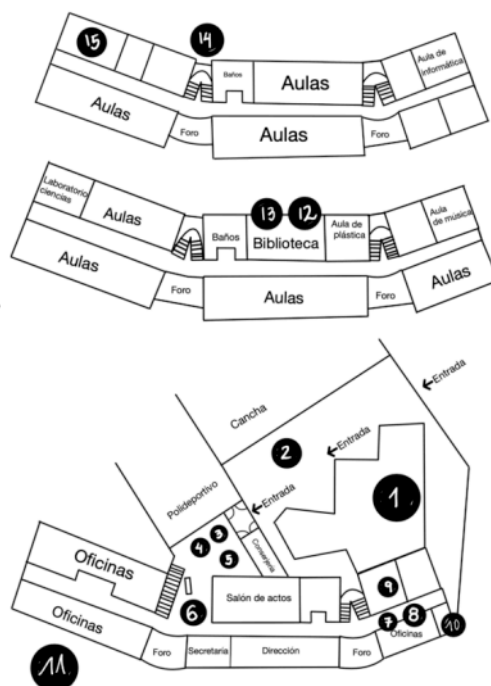 15
14
Baños
Aulas
Aula de
informática
Aulas
Foro
Aulas
Foro
Laboratorio
ciencias
Aulas
Baños
13
12
Biblioteca
Aula de
plástica
Aula
de música
Aulas
Foro
Aulas
Foro
Aulas
Entrada
Cancha
Entrada
2
1
Polideportivo
Entrada
3
4
5
Conserjería
Oficinas
6
Salón de actos
9
Oficinas
7
8
10
Oficinas
11
Foro
Secretaria
Dirección
Foro